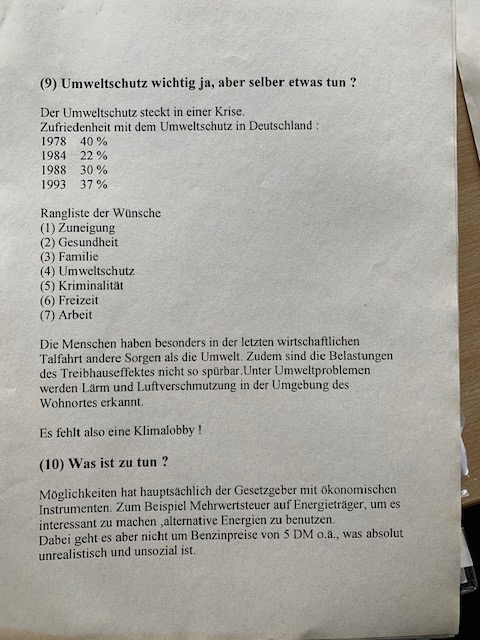 (9) Umweltschutz wichtig ja, aber selber etwas tun ?
Der Umweltschutz steckt in einer Krise.
Zufriedenheit mit dem Umweltschutz in Deutschland :
1978 40 %
1984 22 %
1988 30 %
1993 37 %
Rangliste der Wünsche
(1) Zuneigung
(2) Gesundheit
(3) Familie
(4) Umweltschutz
(5) Kriminalität
(6) Freizeit
(7) Arbeit
Die Menschen haben besonders in der letzten wirtschaftlichen
Talfahrt andere Sorgen als die Umwelt. Zudem sind die Belastungen
des Treibhauseffektes nicht so spürbar.Unter Umweltproblemen
werden Lärm und Luftverschmutzung in der Umgebung des
Wohnortes erkannt.
Es fehlt also eine Klimalobby !
(10) Was ist zu tun ?
Möglichkeiten hat hauptsächlich der Gesetzgeber mit ökonomischen
Instrumenten. Zum Beispiel Mehrwertsteuer auf Energieträger, um es
interessant zu machen ,alternative Energien zu benutzen.
Dabei geht es aber nicht um Benzinpreise von 5 DM o.ä., was absolut
unrealistisch und unsozial ist.